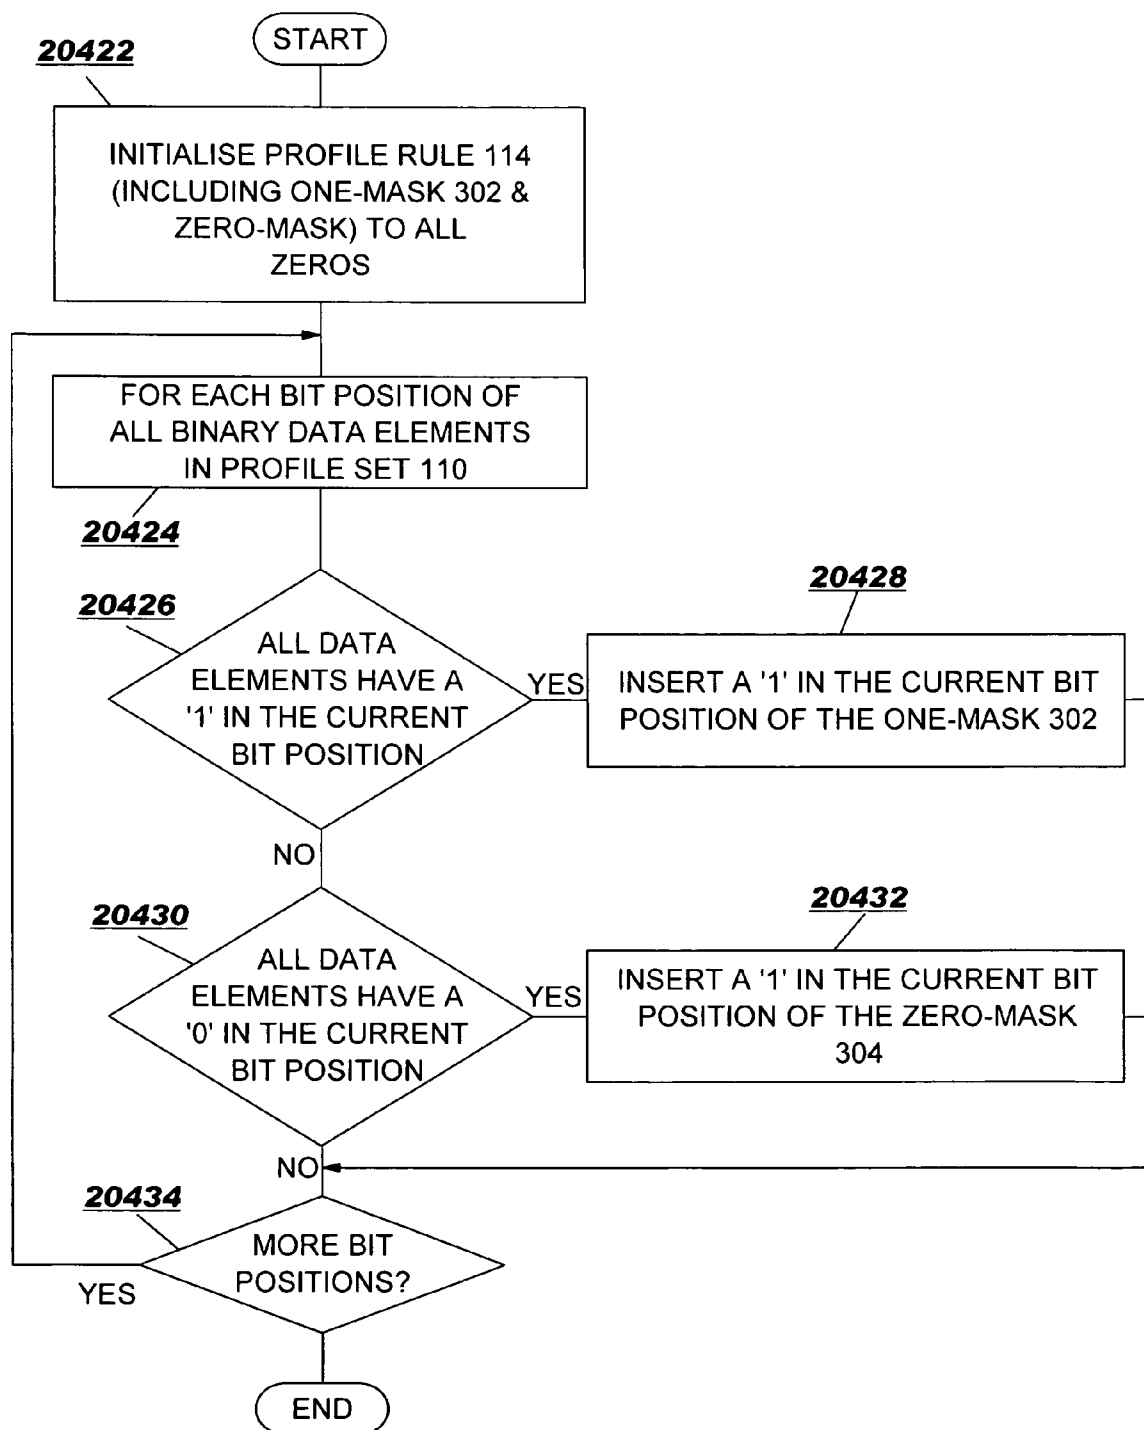 START
20422
INITIALISE PROFILE RULE 114
(INCLUDING ONE-MASK 302 &
ZERO-MASK) TO ALL
ZEROS
FOR EACH BIT POSITION OF
ALL BINARY DATA ELEMENTS
IN PROFILE SET 110
20424
20426
ALL DATA
ELEMENTS HAVE A
'1' IN THE CURRENT
BIT POSITION
YES
20428
INSERT A '1' IN THE CURRENT BIT
POSITION OF THE ONE-MASK 302
NO
20430
ALL DATA
ELEMENTS HAVE A
'0' IN THE CURRENT
BIT POSITION
YES
20432
INSERT A '1' IN THE CURRENT BIT
POSITION OF THE ZERO-MASK
304
NO
20434
MORE BIT
POSITIONS?
YES
END